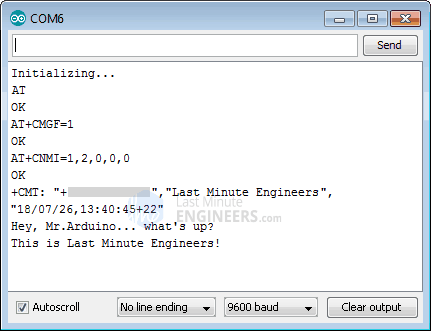 COM6
Send
Initializing...
AT
OK
AT+CMGF=1
OK
AT+CNMI=1,2,0,0,0
OK
+CMT: "+","Last Minute Engineers",
"18/07/26,13:40:45+22"
Hey, Mr.Arduino... what's up?
This is Last Minute Engineers!
Last Minute
ENGINEERS.com
Autoscroll
No line ending
9600 baud
Clear output